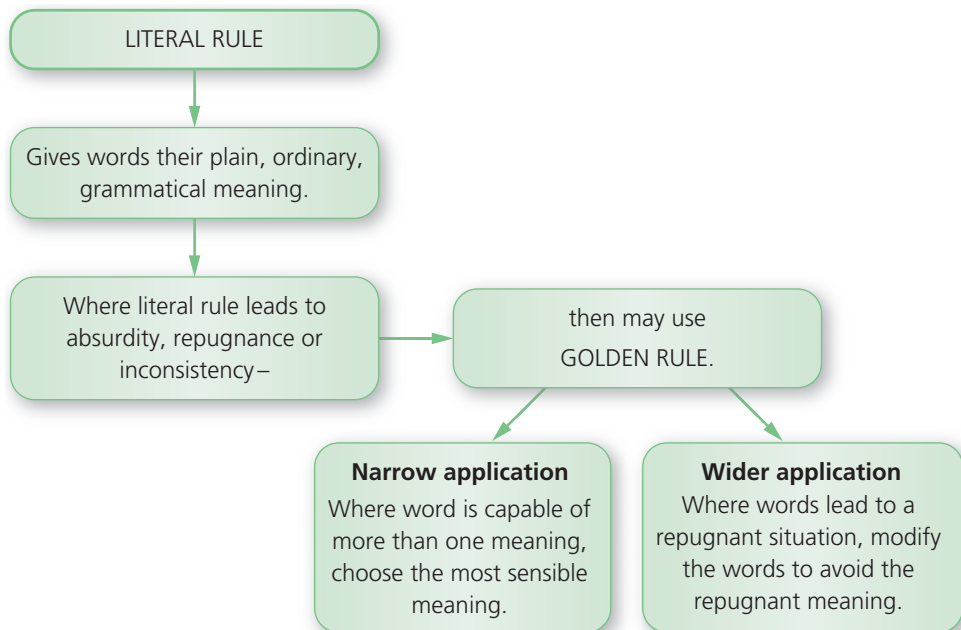 LITERAL RULE
Gives words their plain, ordinary,
grammatical meaning.
Where literal rule leads to
absurdity, repugnance or
inconsistency–
then may use
GOLDEN RULE.
Narrow application
Where word is capable of
more than one meaning,
choose the most sensible
meaning.
Wider application
Where words lead to a
repugnant situation, modify
the words to avoid the
repugnant meaning.